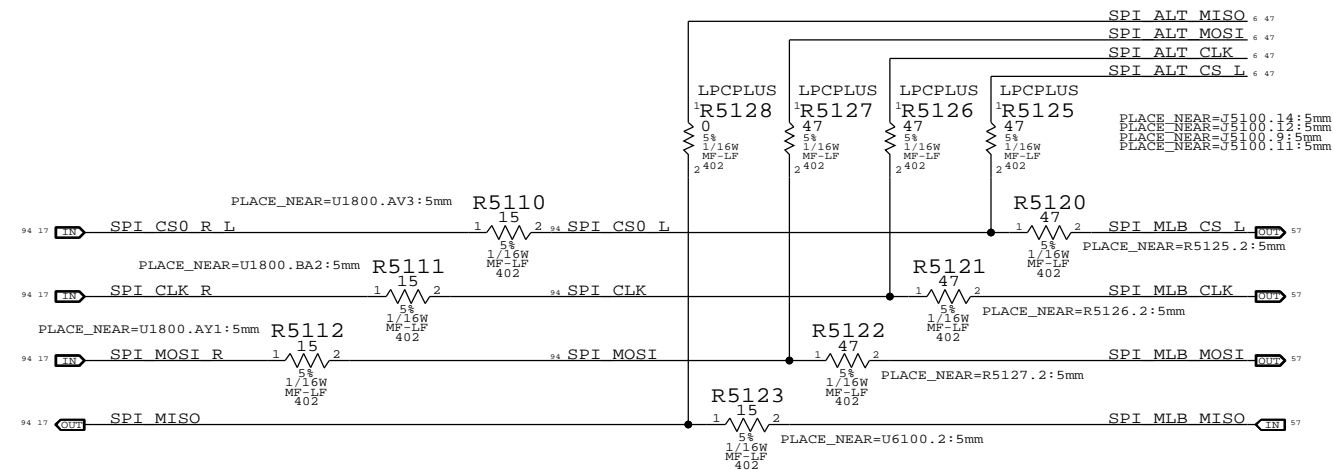 SPI_ALT_MISO 6 47
SPI_ALT_MOSI 6 47
SPI_ALT_CLK 6 47
SPI_ALT_CS_L 6 47
LPCPLUS LPCPLUS LPCPLUS LPCPLUS
1 R5128 1 R5127 1 R5126 1 R5125
0 47 47 47
5% 5% 5% 5%
1/16W 1/16W 1/16W 1/16W
MF-LF MF-LF MF-LF MF-LF
2 402 2 402 2 402 2 402
PLACE_NEAR=J5100.14:5mm
PLACE_NEAR=J5100.12:5mm
PLACE_NEAR=J5100.9:5mm
PLACE_NEAR=J5100.11:5mm
PLACE_NEAR=U1800.AV3:5mm R5110 R5120
15 47
94 17 IN SPI_CS0_R_L 1 2 94 SPI_CS0_L 1 2 SPI_MLB_CS_L OUT 57
5% 5% PLACE_NEAR=R5125.2:5mm
1/16W 1/16W
MF-LF MF-LF
402 402
PLACE_NEAR=U1800.BA2:5mm R5111 R5121
15 47
94 17 IN SPI_CLK_R 1 2 94 SPI_CLK 1 2 SPI_MLB_CLK OUT 57
5% 5% PLACE_NEAR=R5126.2:5mm
1/16W 1/16W
MF-LF MF-LF
402 402
PLACE_NEAR=U1800.AY1:5mm R5112 R5122
15 47
94 17 IN SPI_MOSI_R 1 2 94 SPI_MOSI 1 2 SPI_MLB_MOSI OUT 57
5% 5% PLACE_NEAR=R5127.2:5mm
1/16W 1/16W
MF-LF MF-LF
402 402
R5123
15
94 17 OUT SPI_MISO 1 2 SPI_MLB_MISO IN 57
5% PLACE_NEAR=U6100.2:5mm
1/16W
MF-LF
402